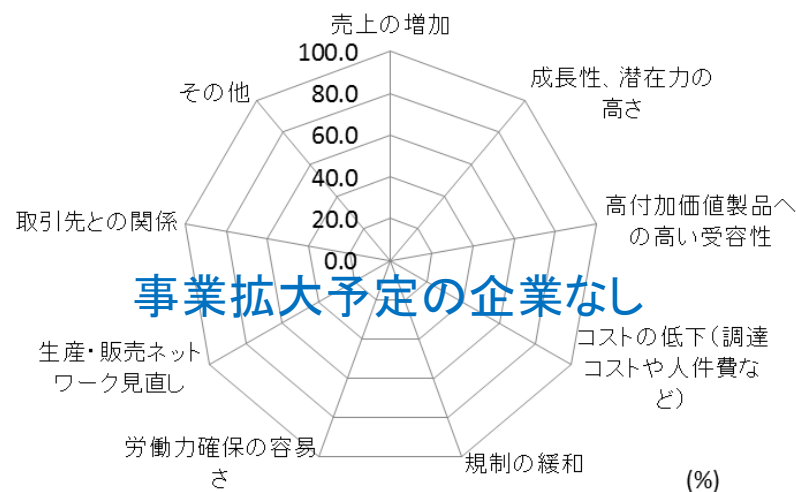 売上の増加
100.0
80.0
60.0
40.0
20.0
0.0
成長性、潜在力の
高さ
高付加価値製品へ
の高い受容性
コストの低下（調達
コストや人件費な
ど）
規制の緩和
労働力確保の容易
さ
生産・販売ネット
ワーク見直し
取引先との関係
その他
事業拡大予定の企業なし
(%)